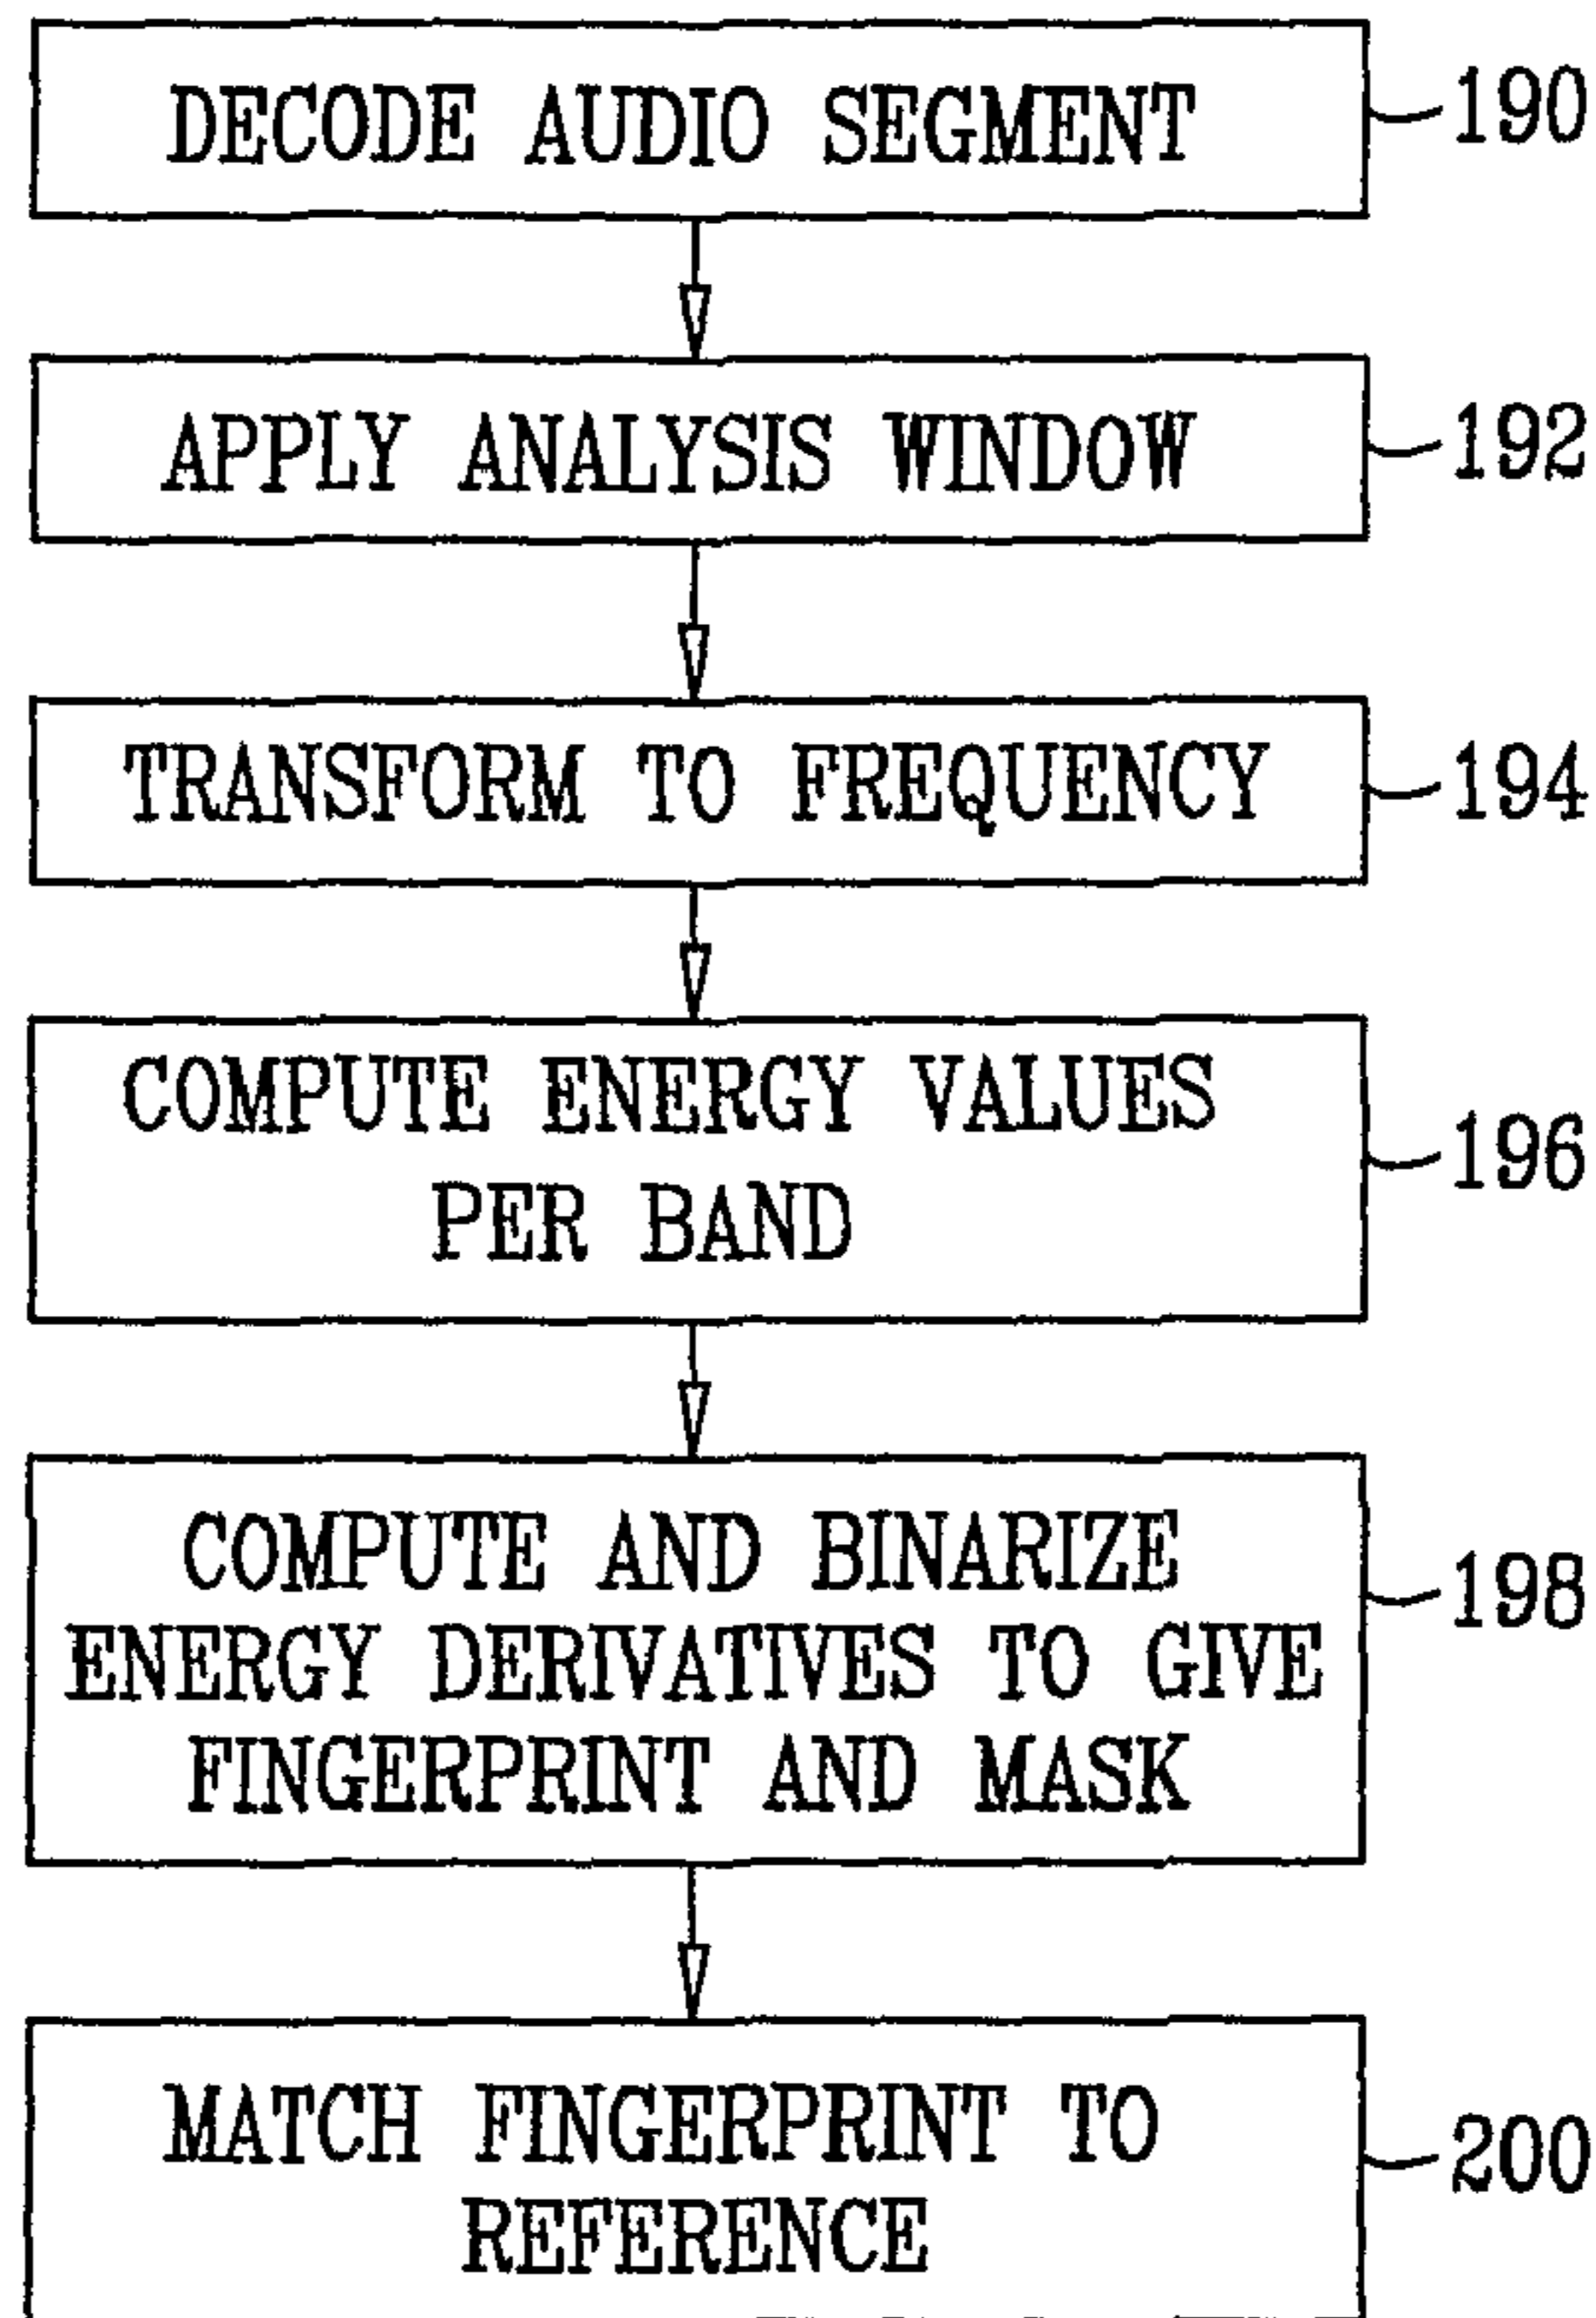 DECODE AUDIO SEGMENT
190
APPLY ANALYSIS WINDOW
192
TRANSFORM TO FREQUENCY
194
COMPUTE ENERGY VALUES
PER BAND
196
COMPUTE AND BINARIZE
ENERGY DERIVATIVES TO GIVE
FINGERPRINT AND MASK
198
MATCH FINGERPRINT TO
REFERENCE
200